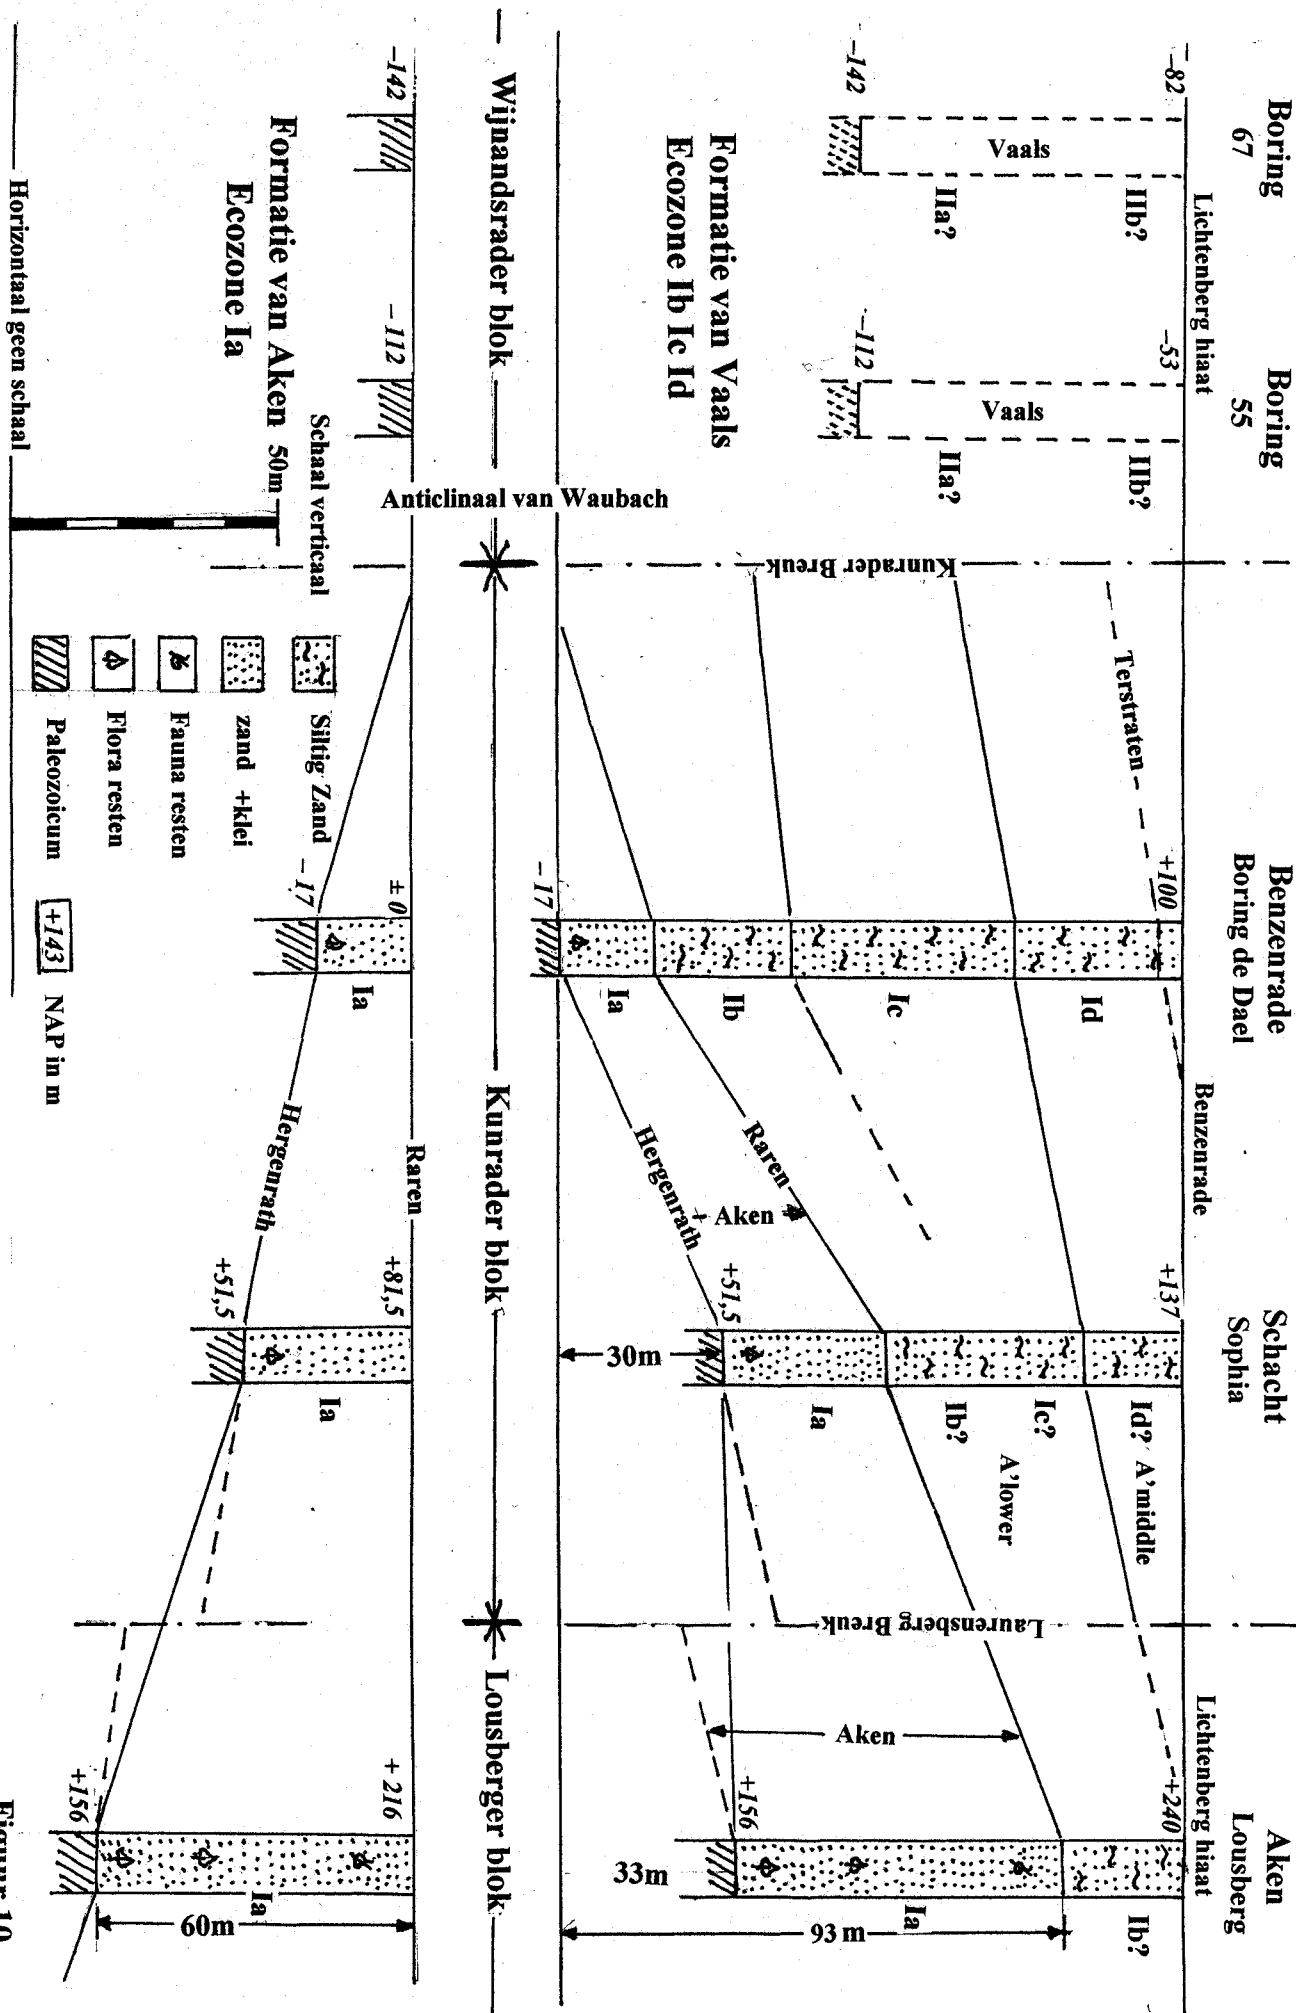 Boring
67
Boring
55
Benzenrade
Boring de Dael
Schacht
Sophia
Aken
Lousberg
Lichtenberg hiaat
Benzenrade
Lichtenberg hiaat
–82
–53
+100
+137
+240
Vaals
Vaals
IIb?
IIa?
IIb?
IIa?
–142
–112
Formatie van Vaals
Ecozone Ib Ic Id
Kunrader Breuk
Terstraten
Id
Ic
Ib
Ia
–17
Raren
Aken
Hergenrath
+51,5
30m
Id?
A'middle
Ic?
A'lower
Ib?
Ia
Laurensberg Breuk
Aken
+156
33m
Ib?
Ia
93 m
Wijnandsrader blok
Anticlinaal van Waubach
Kunrader blok
Lousberger blok
–142
–112
±0
–17
Ia
Raren
Hergenrath
+81,5
+51,5
Ia
+216
+156
Ia
60m
Formatie van Aken
Ecozone Ia
Schaal verticaal
50m
Siltig Zand
zand +klei
Fauna resten
Flora resten
Paleozoicum
+143 NAP in m
Horizontaal geen schaal
Figuur 10